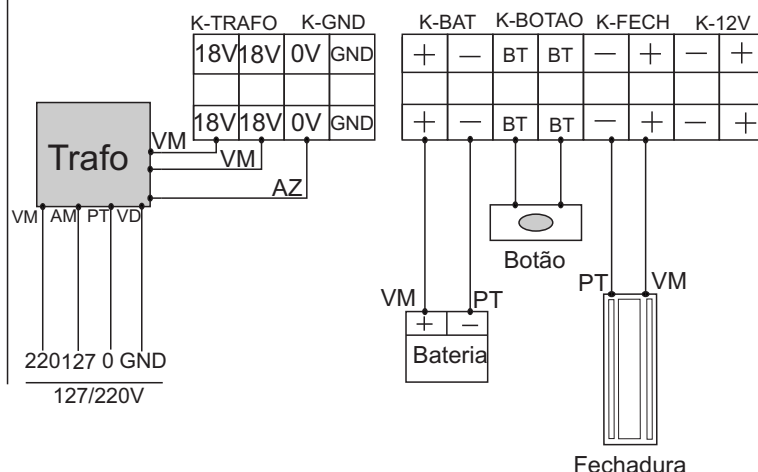 K-TRAFO K-GND K-BAT K-BOTAO K-FECH K-12V
18V 18V 0V GND + — BT BT — + — +
18V 18V 0V GND + — BT BT — + — +
Trafo
VM
VM
AZ
VM AM PT VD
Botão
VM PT
+ —
Bateria
PT VM
220 127 0 GND
127/220V
Fechadura